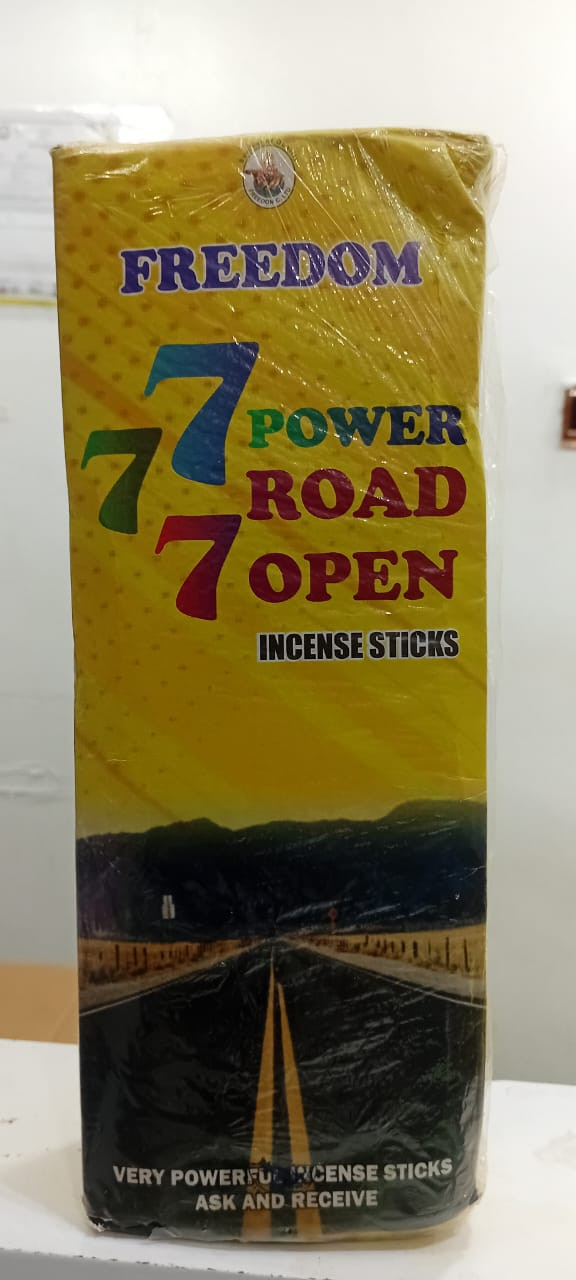 FREEDOM
7 7 7
POWER
ROAD
OPEN
INCENSE STICKS
VERY POWERFUL INCENSE STICKS
ASK AND RECEIVE